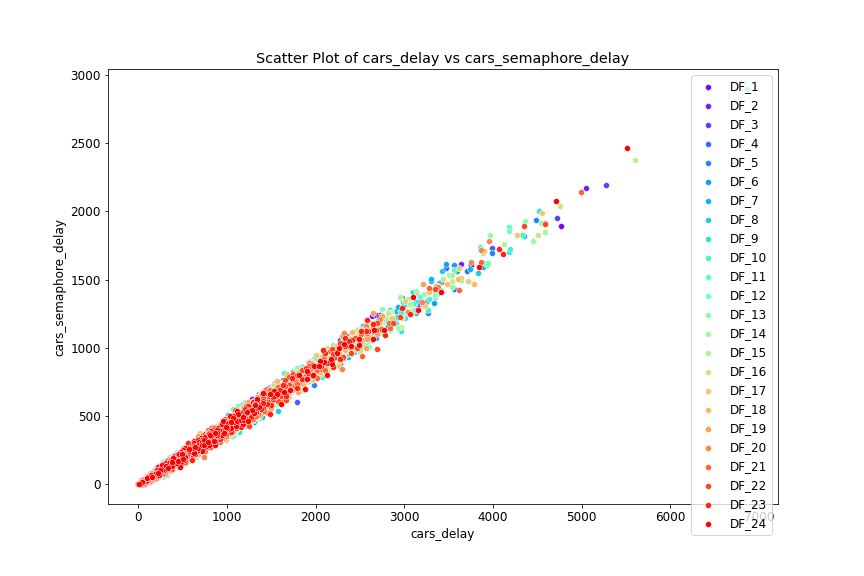 Scatter Plot of cars_delay vs cars_semaphore_delay
3000
2500
2000
1500
1000
500
0
cars_semaphore_delay
0
1000
2000
3000
4000
5000
6000
7000
cars_delay
DF_1
DF_2
DF_3
DF_4
DF_5
DF_6
DF_7
DF_8
DF_9
DF_10
DF_11
DF_12
DF_13
DF_14
DF_15
DF_16
DF_17
DF_18
DF_19
DF_20
DF_21
DF_22
DF_23
DF_24